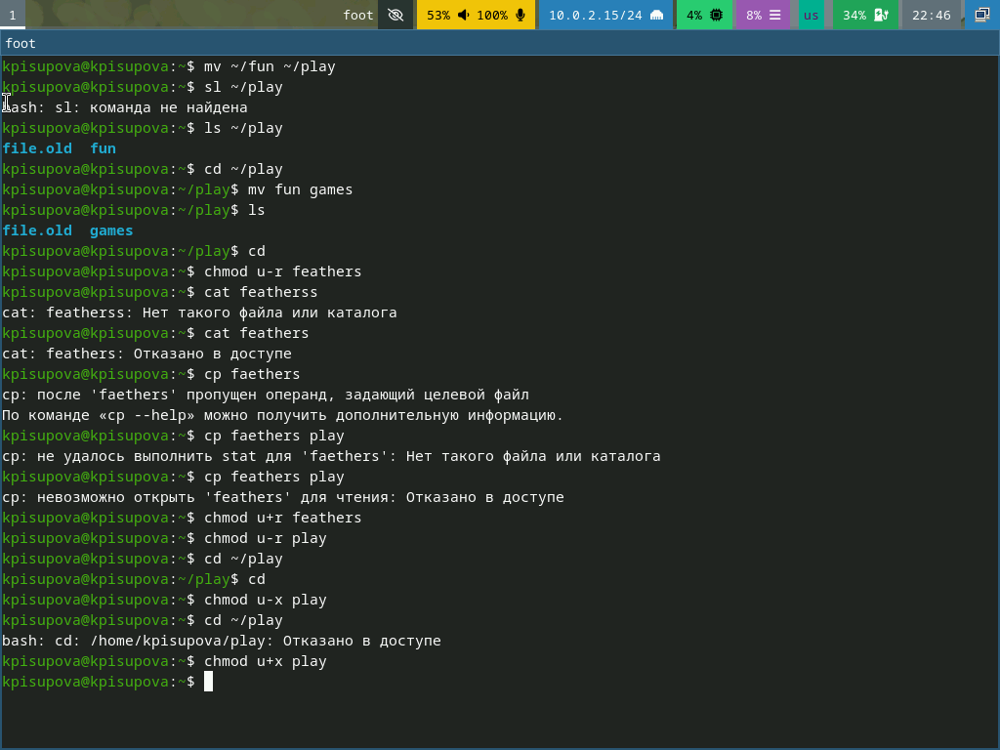 1 foot 53% 100% 10.0.2.15/24 4% 8% us 34% 22:46
foot
kpisupova@kpisupova:~$ mv ~/fun ~/play
kpisupova@kpisupova:~$ sl ~/play
bash: sl: команда не найдена
kpisupova@kpisupova:~$ ls ~/play
file.old  fun
kpisupova@kpisupova:~$ cd ~/play
kpisupova@kpisupova:~/play$ mv fun games
kpisupova@kpisupova:~/play$ ls
file.old  games
kpisupova@kpisupova:~/play$ cd
kpisupova@kpisupova:~$ chmod u-r feathers
kpisupova@kpisupova:~$ cat featherss
cat: featherss: Нет такого файла или каталога
kpisupova@kpisupova:~$ cat feathers
cat: feathers: Отказано в доступе
kpisupova@kpisupova:~$ cp faethers
cp: после 'faethers' пропущен операнд, задающий целевой файл
По команде «cp --help» можно получить дополнительную информацию.
kpisupova@kpisupova:~$ cp faethers play
cp: не удалось выполнить stat для 'faethers': Нет такого файла или каталога
kpisupova@kpisupova:~$ cp feathers play
cp: невозможно открыть 'feathers' для чтения: Отказано в доступе
kpisupova@kpisupova:~$ chmod u+r feathers
kpisupova@kpisupova:~$ chmod u-r play
kpisupova@kpisupova:~$ cd ~/play
kpisupova@kpisupova:~/play$ cd
kpisupova@kpisupova:~$ chmod u-x play
kpisupova@kpisupova:~$ cd ~/play
bash: cd: /home/kpisupova/play: Отказано в доступе
kpisupova@kpisupova:~$ chmod u+x play
kpisupova@kpisupova:~$